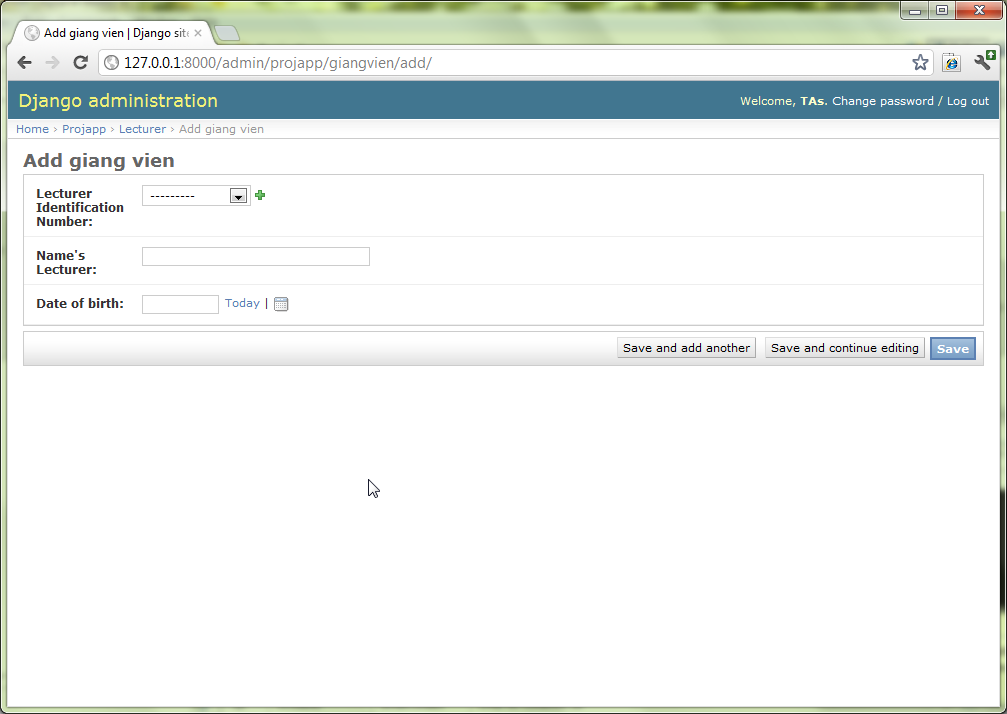 Add giang vien | Django site
127.0.0.1:8000/admin/projapp/giangvien/add/
Django administration
Welcome, TAs. Change password / Log out
Home › Projapp › Lecturer › Add giang vien
Add giang vien
Lecturer
Identification
Number:
---------
Name's
Lecturer:
Date of birth:
Today |
Save and add another
Save and continue editing
Save